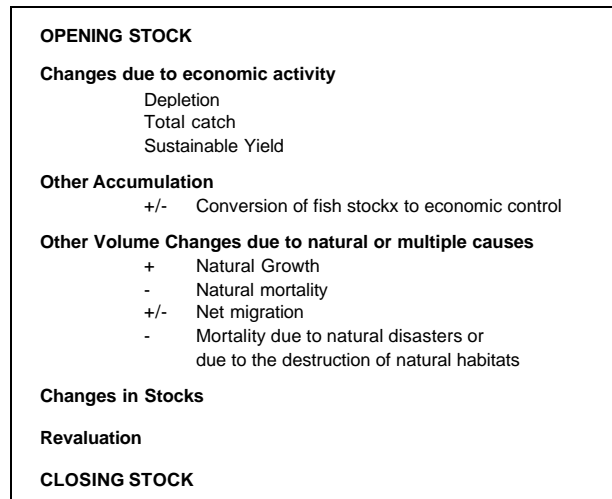 OPENING STOCK
Changes due to economic activity
Depletion
Total catch
Sustainable Yield
Other Accumulation
+/- Conversion of fish stockx to economic control
Other Volume Changes due to natural or multiple causes
+ Natural Growth
- Natural mortality
+/- Net migration
- Mortality due to natural disasters or
due to the destruction of natural habitats
Changes in Stocks
Revaluation
CLOSING STOCK